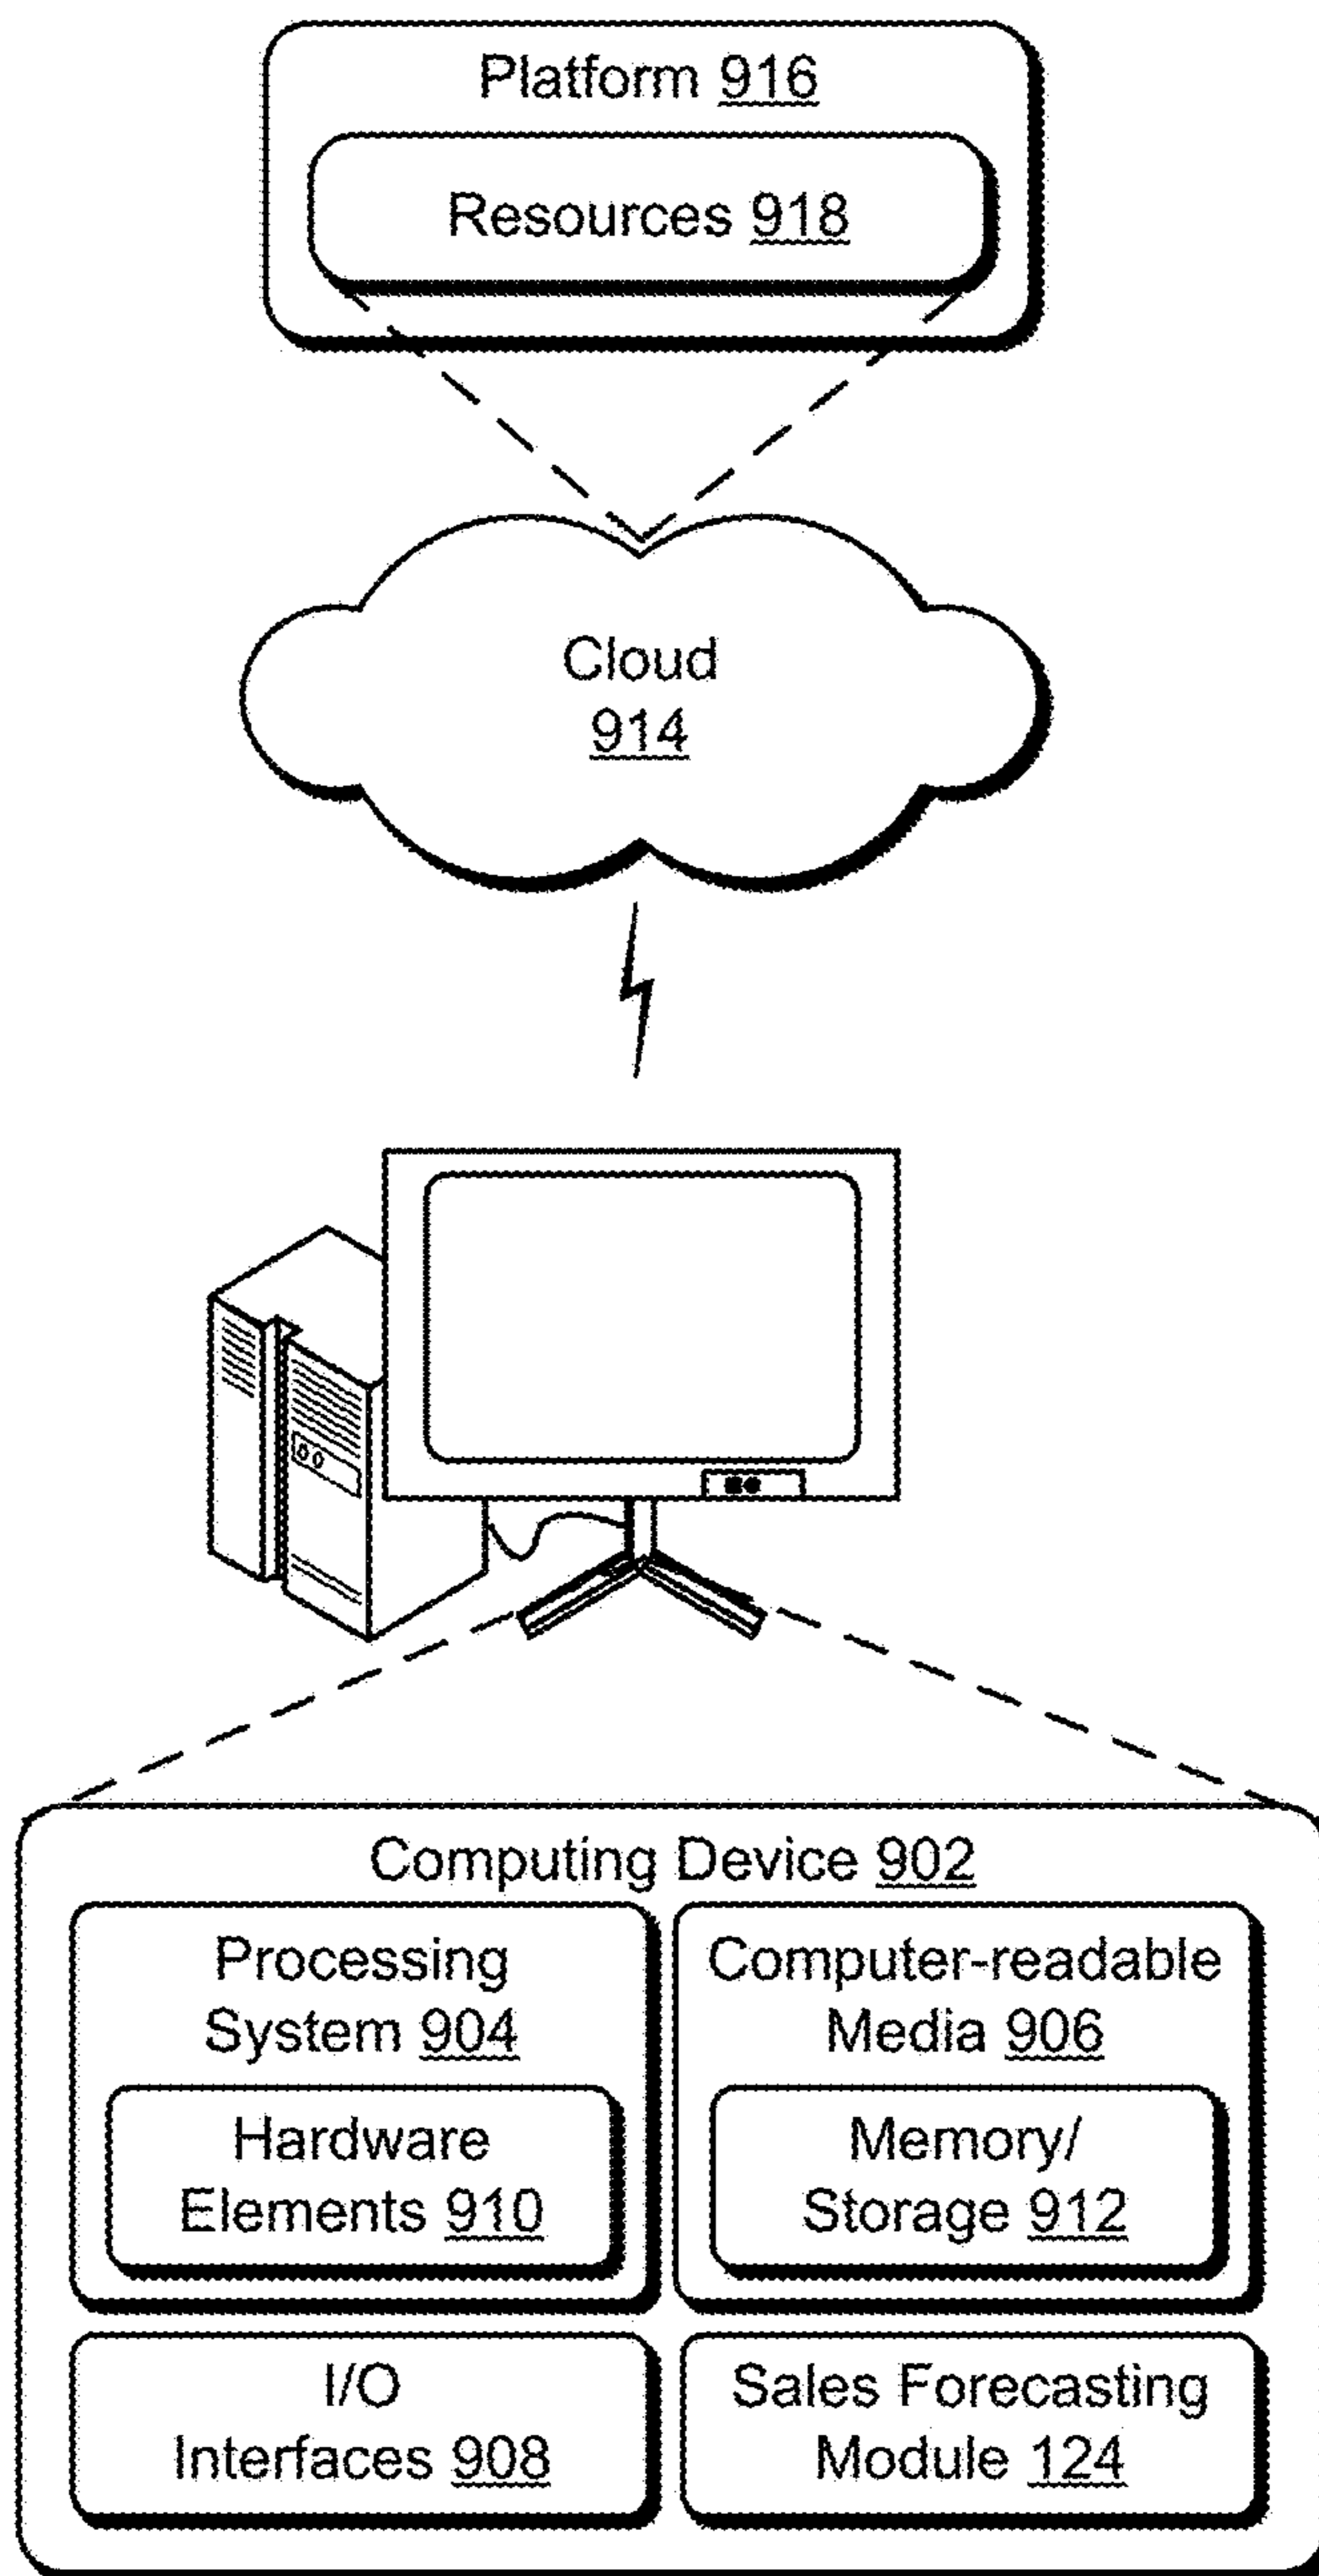 Platform 916
Resources 918
Cloud
914
Computing Device 902
Processing
System 904
Hardware
Elements 910
Computer-readable
Media 906
Memory/
Storage 912
I/O
Interfaces 908
Sales Forecasting
Module 124